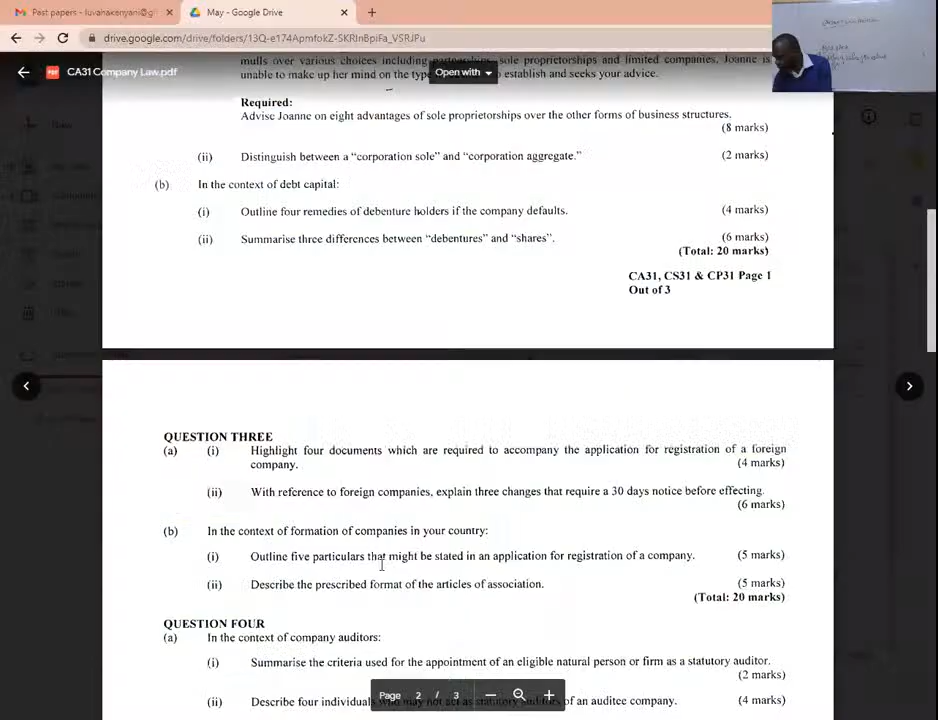 Past papers - luvahakenyani@g
May - Google Drive
drive.google.com/drive/folders/13Q-e174ApmfokZ-SKRInBpiFa_VSRJPu
CA31 Company Law.pdf
Open with
mulls over various choices including partnerships, sole proprietorships and limited companies. Joanne is
unable to make up her mind on the type establish and seeks your advice.
Required:
Advise Joanne on eight advantages of sole proprietorships over the other forms of business structures.
(8 marks)
(ii) Distinguish between a “corporation sole” and “corporation aggregate.” (2 marks)
(b) In the context of debt capital:
(i) Outline four remedies of debenture holders if the company defaults. (4 marks)
(ii) Summarise three differences between “debentures” and “shares”. (6 marks)
(Total: 20 marks)
CA31, CS31 & CP31 Page 1
Out of 3
QUESTION THREE
(a) (i) Highlight four documents which are required to accompany the application for registration of a foreign
company. (4 marks)
(ii) With reference to foreign companies, explain three changes that require a 30 days notice before effecting.
(6 marks)
(b) In the context of formation of companies in your country:
(i) Outline five particulars that might be stated in an application for registration of a company. (5 marks)
(ii) Describe the prescribed format of the articles of association. (5 marks)
(Total: 20 marks)
QUESTION FOUR
(a) In the context of company auditors:
(i) Summarise the criteria used for the appointment of an eligible natural person or firm as a statutory auditor.
(2 marks)
(ii) Describe four individuals who may not act as statutory auditors of an auditee company. (4 marks)
Page 2 / 3